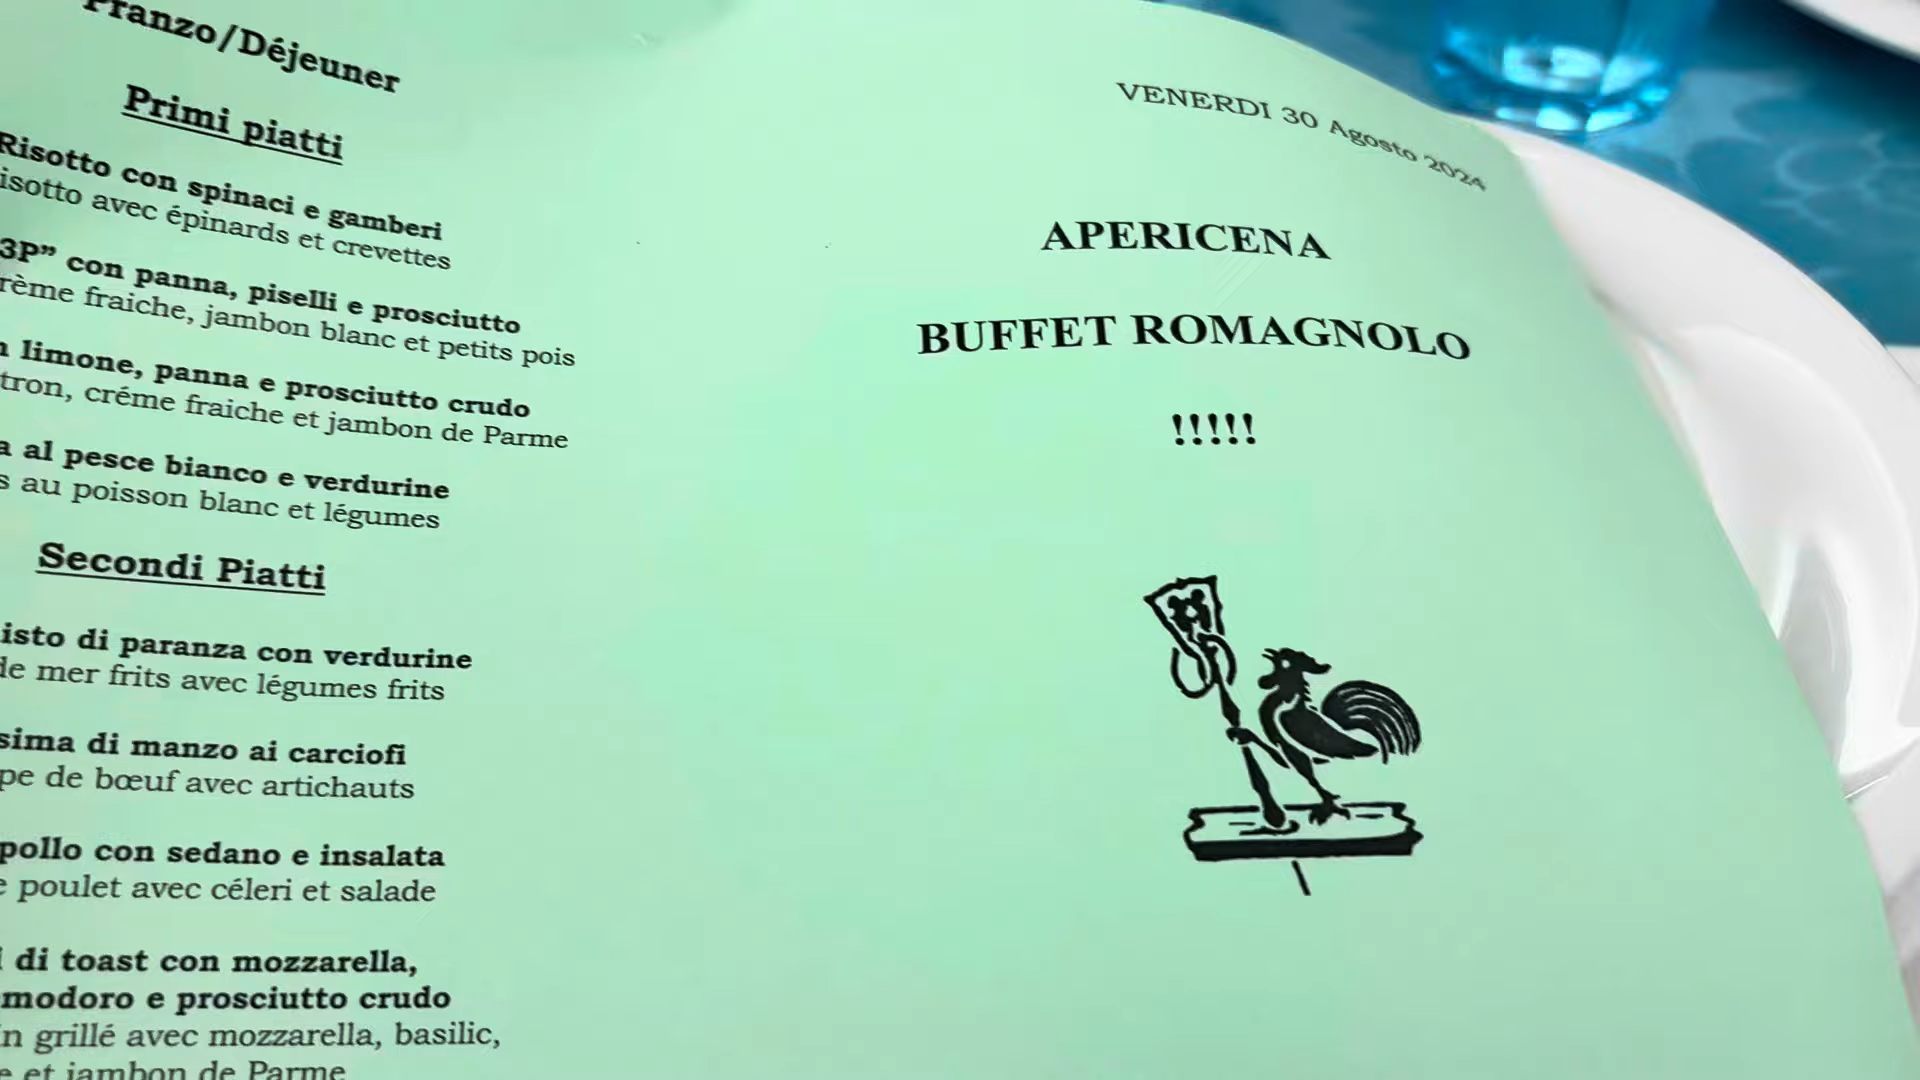 Pranzo/Déjeuner
Primi piatti
Risotto con spinaci e gamberi
isotto avec épinards et crevettes
3P” con panna, piselli e prosciutto
rème fraiche, jambon blanc et petits pois
limone, panna e prosciutto crudo
tron, créme fraiche et jambon de Parme
a al pesce bianco e verdurine
s au poisson blanc et légumes
Secondi Piatti
isto di paranza con verdurine
de mer frits avec légumes frits
sima di manzo ai carciofi
pe de bœuf avec artichauts
pollo con sedano e insalata
e poulet avec céleri et salade
di toast con mozzarella,
modoro e prosciutto crudo
in grillé avec mozzarella, basilic,
e et jambon de Parme
VENERDI 30 Agosto 2024
APERICENA
BUFFET ROMAGNOLO
!!!!!